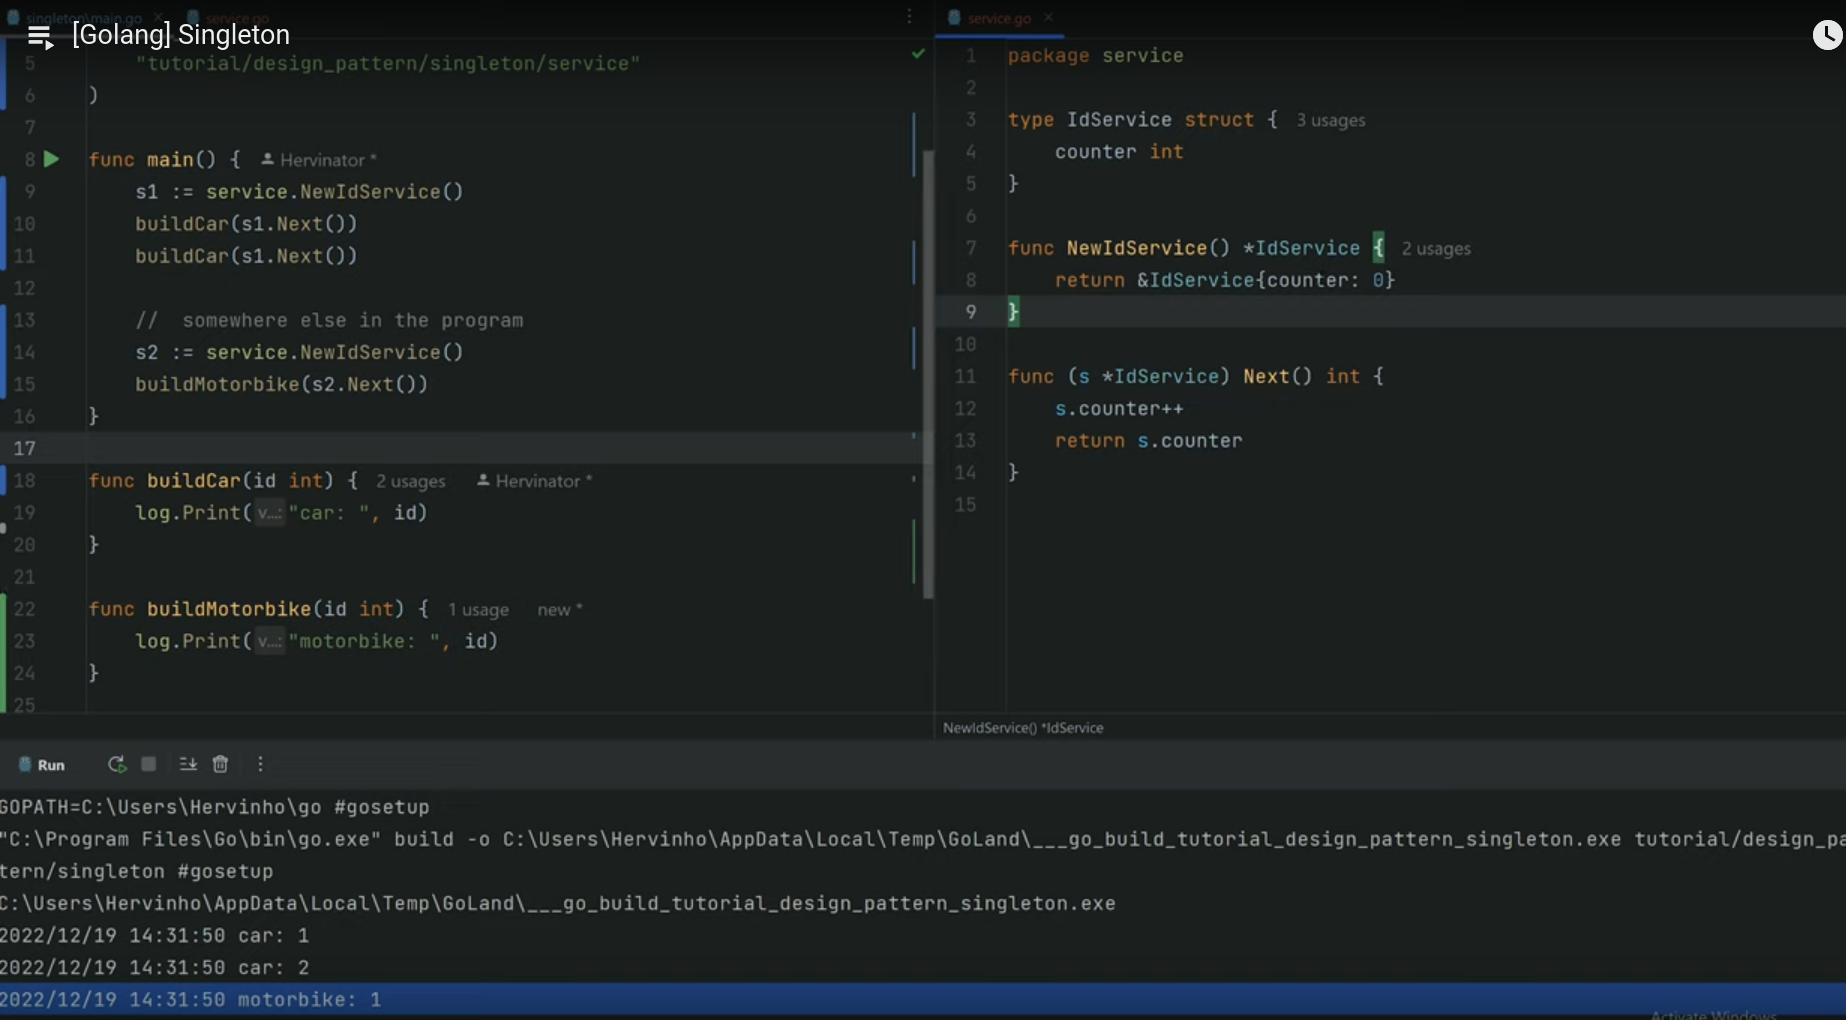 singleton\main.go service.go
[Golang] Singleton
5 "tutorial/design_pattern/singleton/service"
6 )
7
8 func main() { Hervinator *
9 s1 := service.NewIdService()
10 buildCar(s1.Next())
11 buildCar(s1.Next())
12
13 // somewhere else in the program
14 s2 := service.NewIdService()
15 buildMotorbike(s2.Next())
16 }
17
18 func buildCar(id int) { 2 usages Hervinator *
19 log.Print( v...: "car: ", id)
20 }
21
22 func buildMotorbike(id int) { 1 usage new *
23 log.Print( v...: "motorbike: ", id)
24 }
25
service.go
1 package service
2
3 type IdService struct { 3 usages
4 counter int
5 }
6
7 func NewIdService() *IdService { 2 usages
8 return &IdService{counter: 0}
9 }
10
11 func (s *IdService) Next() int {
12 s.counter++
13 return s.counter
14 }
15
NewIdService() *IdService
Run
GOPATH=C:\Users\Hervinho\go #gosetup
"C:\Program Files\Go\bin\go.exe" build -o C:\Users\Hervinho\AppData\Local\Temp\GoLand\___go_build_tutorial_design_pattern_singleton.exe tutorial/design_pa
tern/singleton #gosetup
C:\Users\Hervinho\AppData\Local\Temp\GoLand\___go_build_tutorial_design_pattern_singleton.exe
2022/12/19 14:31:50 car: 1
2022/12/19 14:31:50 car: 2
2022/12/19 14:31:50 motorbike: 1
Activate Windows